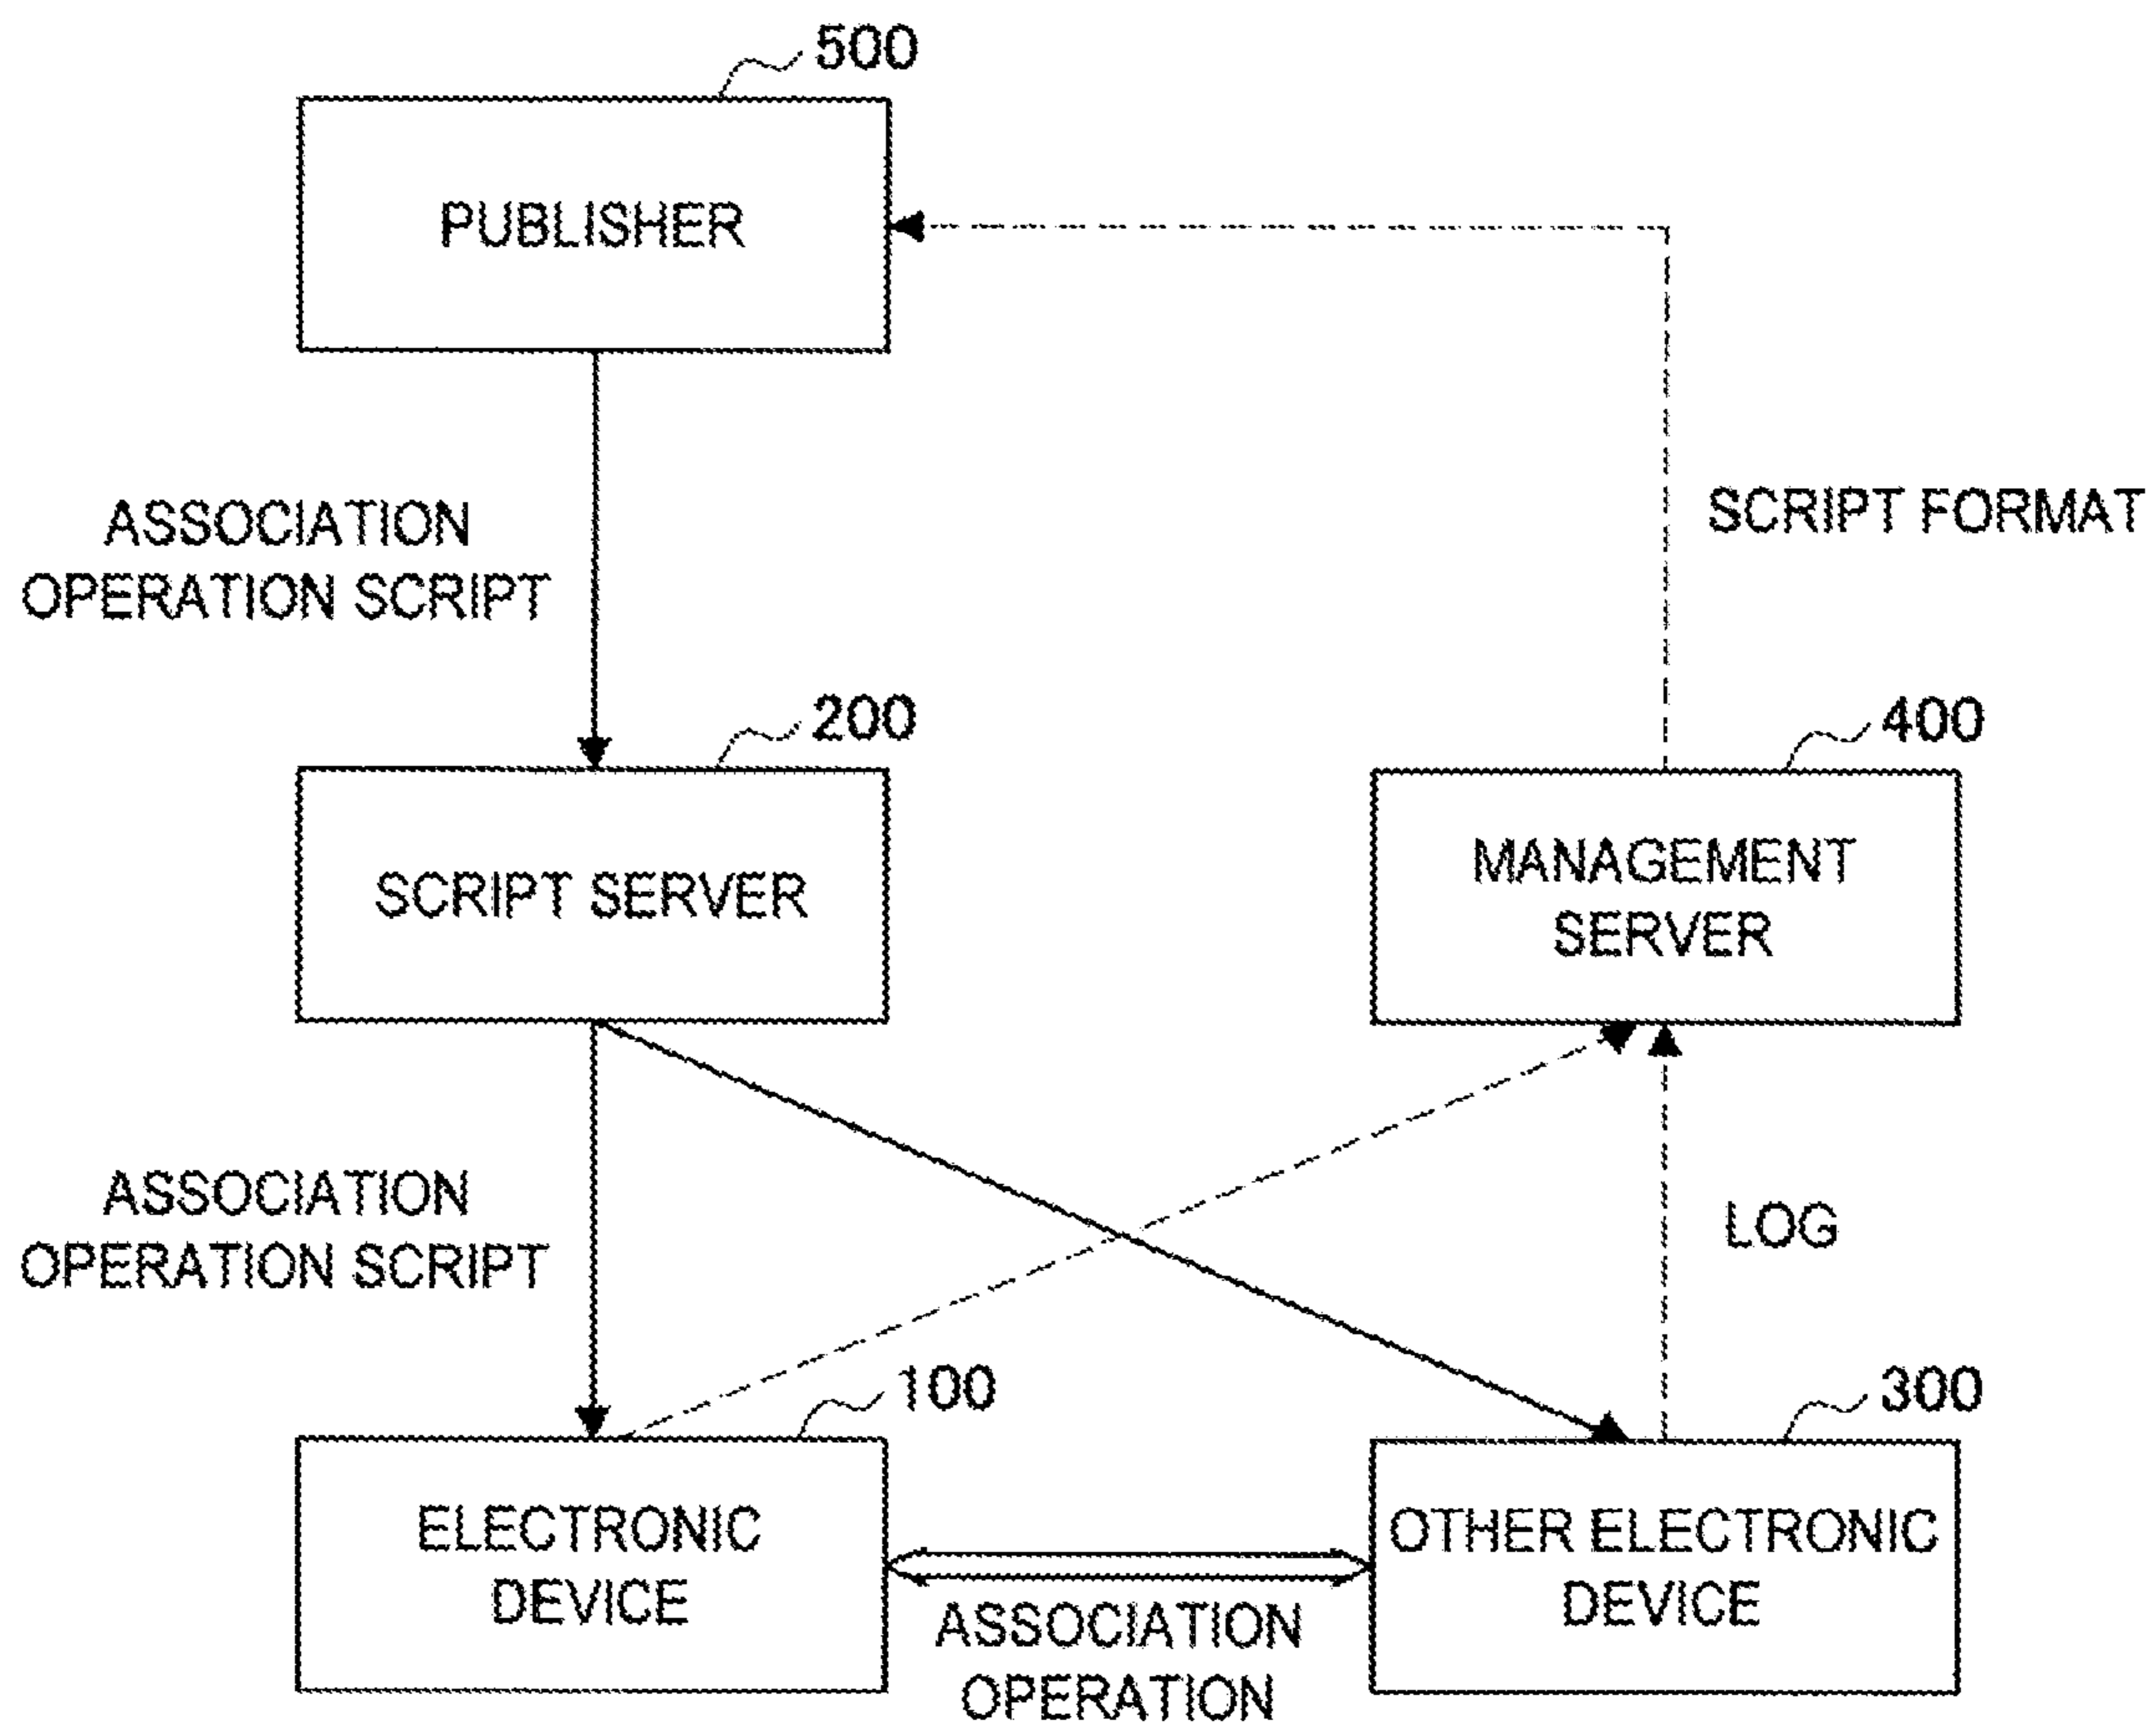 500
PUBLISHER
ASSOCIATION
OPERATION SCRIPT
SCRIPT FORMAT
200
400
SCRIPT SERVER
MANAGEMENT
SERVER
ASSOCIATION
OPERATION SCRIPT
LOG
100
300
ELECTRONIC
DEVICE
OTHER ELECTRONIC
DEVICE
ASSOCIATION
OPERATION